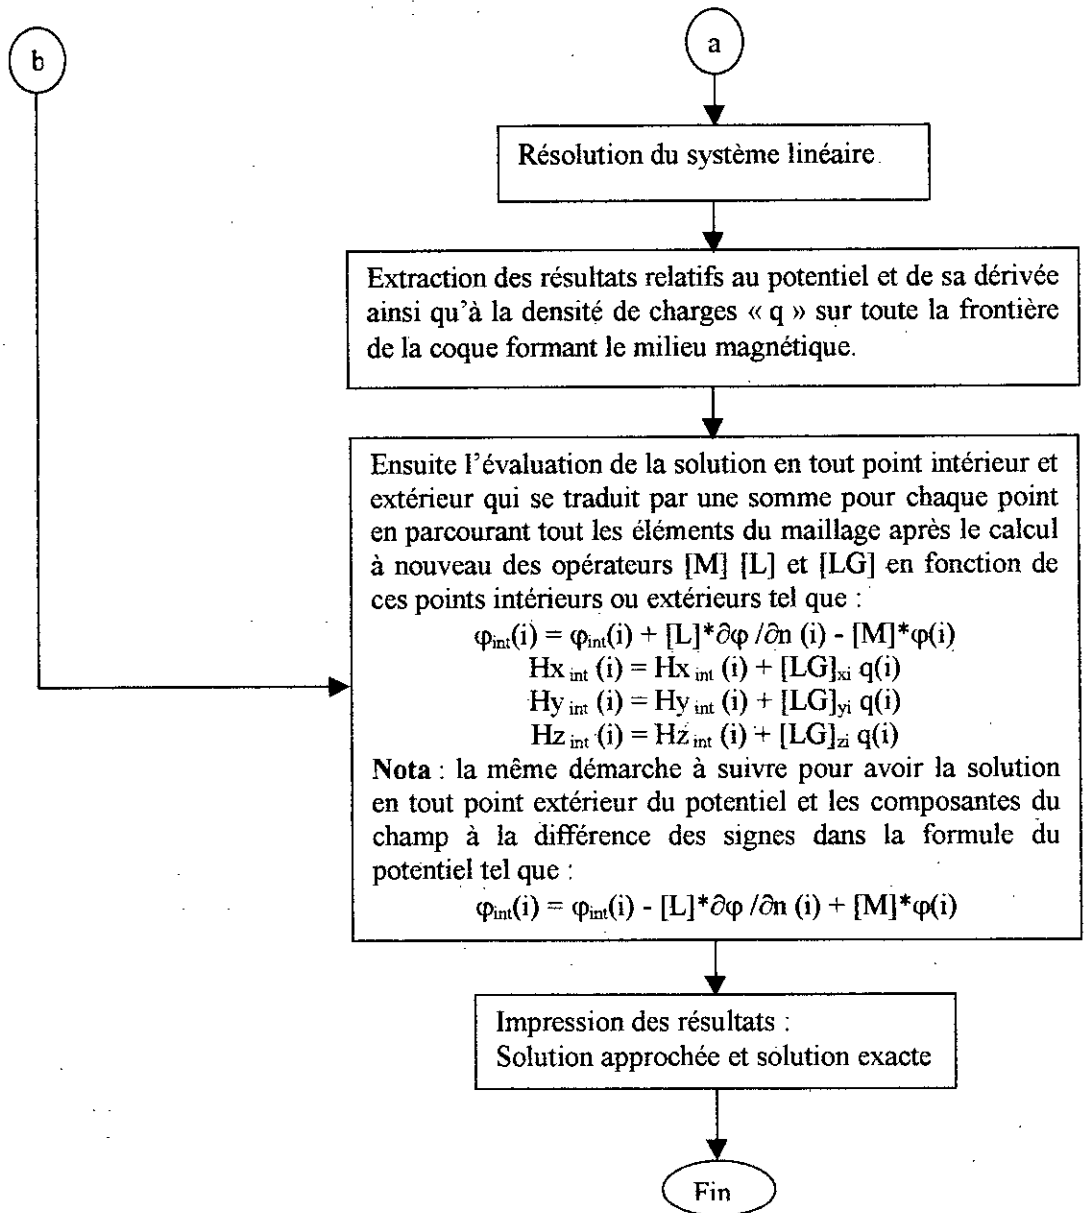 b
a
Résolution du système linéaire
Extraction des résultats relatifs au potentiel et de sa dérivée
ainsi qu'à la densité de charges « q » sur toute la frontière
de la coque formant le milieu magnétique.
Ensuite l'évaluation de la solution en tout point intérieur et
extérieur qui se traduit par une somme pour chaque point
en parcourant tout les éléments du maillage après le calcul
à nouveau des opérateurs [M] [L] et [LG] en fonction de
ces points intérieurs ou extérieurs tel que :
φint(i) = φint(i) + [L]*∂φ /∂n (i) - [M]*φ(i)
Hx int (i) = Hx int (i) + [LG]xi q(i)
Hy int (i) = Hy int (i) + [LG]yi q(i)
Hz int (i) = Hz int (i) + [LG]zi q(i)
Nota : la même démarche à suivre pour avoir la solution
en tout point extérieur du potentiel et les composantes du
champ à la différence des signes dans la formule du
potentiel tel que :
φint(i) = φint(i) - [L]*∂φ /∂n (i) + [M]*φ(i)
Impression des résultats :
Solution approchée et solution exacte
Fin